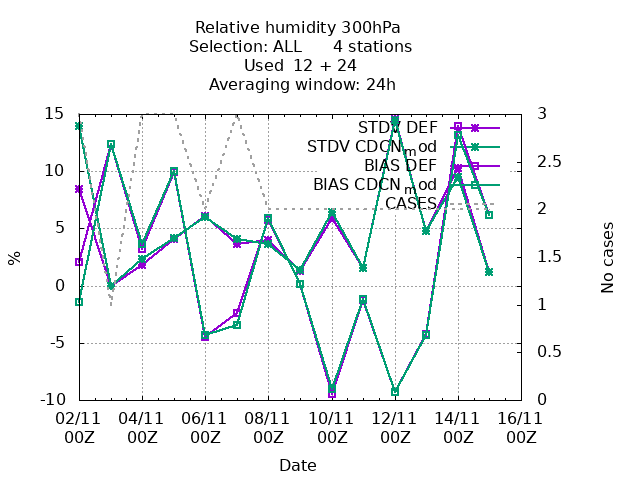 Relative humidity 300hPa
Selection: ALL 4 stations
Used 12 + 24
Averaging window: 24h
15 3
STDV DEF
STDV CDCN_mod
2.5
BIAS DEF
10
BIAS CDCN_mod
CASES 2
5
%
1.5
No cases
0
1
-5
0.5
-10 0
02/11 04/11 06/11 08/11 10/11 12/11 14/11 16/11
00Z 00Z 00Z 00Z 00Z 00Z 00Z 00Z
Date